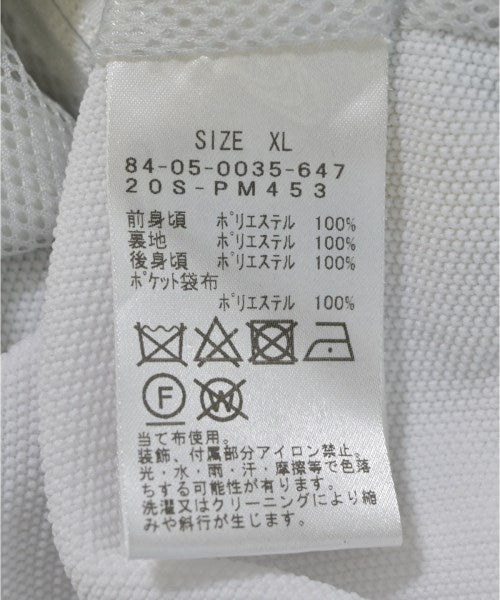 SIZE XL
84-05-0035-647
20S-PM453
前身頃 ポリエステル 100%
裏地 ポリエステル 100%
後身頃 ポリエステル 100%
ポケット袋布
ポリエステル 100%
P
W
当て布使用。
装飾、付属部分アイロン禁止。
光・水・雨・汗・摩擦等で色落
ちする可能性が有ります。
洗濯又はクリーニングにより縮
みや斜行が生じます。